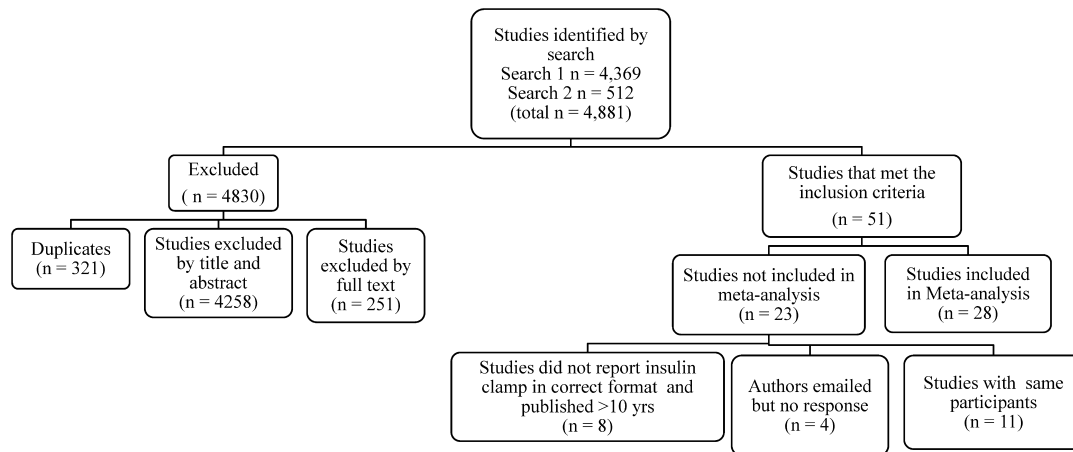 Studies identified by
search
Search 1 n = 4,369
Search 2 n = 512
(total n = 4,881)
Excluded
( n = 4830)
Studies that met the
inclusion criteria
(n = 51)
Duplicates
(n = 321)
Studies excluded
by title and
abstract
(n = 4258)
Studies
excluded by
full text
(n = 251)
Studies not included in
meta-analysis
(n = 23)
Studies included
in Meta-analysis
(n = 28)
Studies did not report insulin
clamp in correct format and
published >10 yrs
(n = 8)
Authors emailed
but no response
(n = 4)
Studies with same
participants
(n = 11)